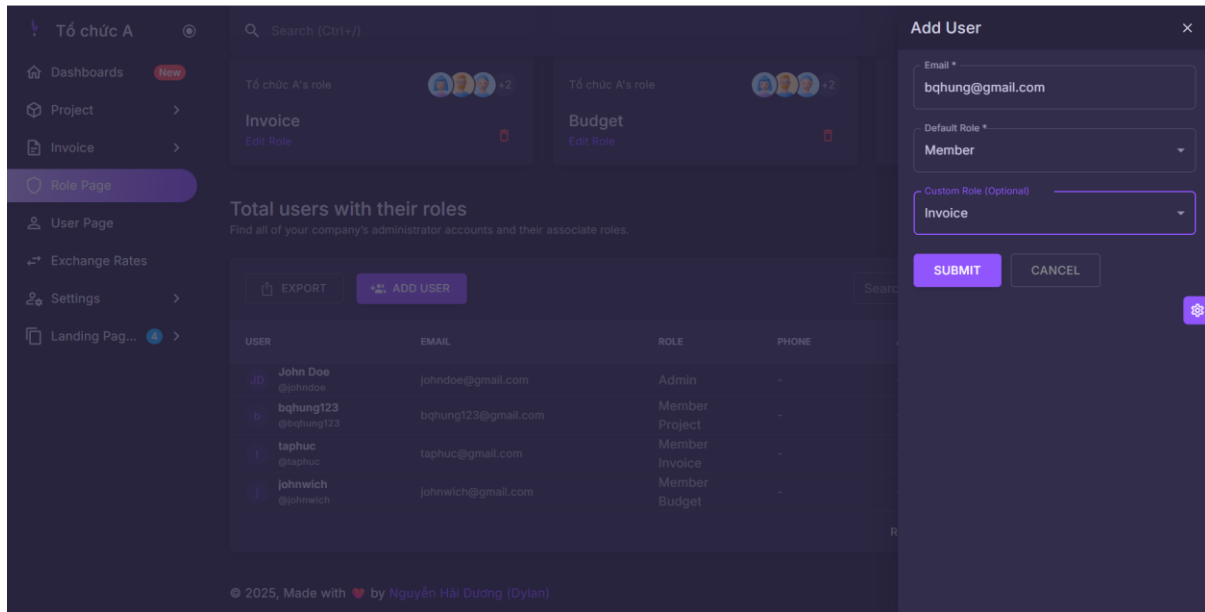 Tổ chức A
Dashboards New
Project
Invoice
Role Page
User Page
Exchange Rates
Settings
Landing Pag... 4
Search (Ctrl+/)
Tổ chức A's role +2
Invoice
Edit Role
Tổ chức A's role +2
Budget
Edit Role
Total users with their roles
Find all of your company's administrator accounts and their associate roles.
EXPORT ADD USER Searc
USER EMAIL ROLE PHONE
JD John Doe johndoe@gmail.com Admin -
@johndoe
b bqhung123 bqhung123@gmail.com Member -
@bqhung123 Project
t taphuc taphuc@gmail.com Member -
@taphuc Invoice
j johnwich johnwich@gmail.com Member -
@johnwich Budget
R
© 2025, Made with ❤ by Nguyễn Hải Dương (Dylan)
Add User
Email *
bqhung@gmail.com
Default Role *
Member
Custom Role (Optional)
Invoice
SUBMIT CANCEL